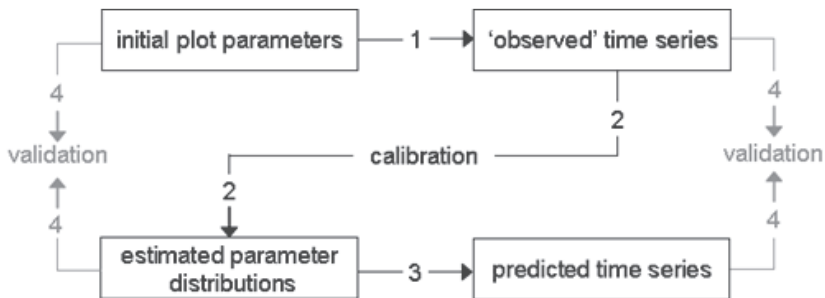 initial plot parameters
1
‘observed’ time series
4
4
2
validation
calibration
validation
2
4
4
estimated parameter
distributions
3
predicted time series